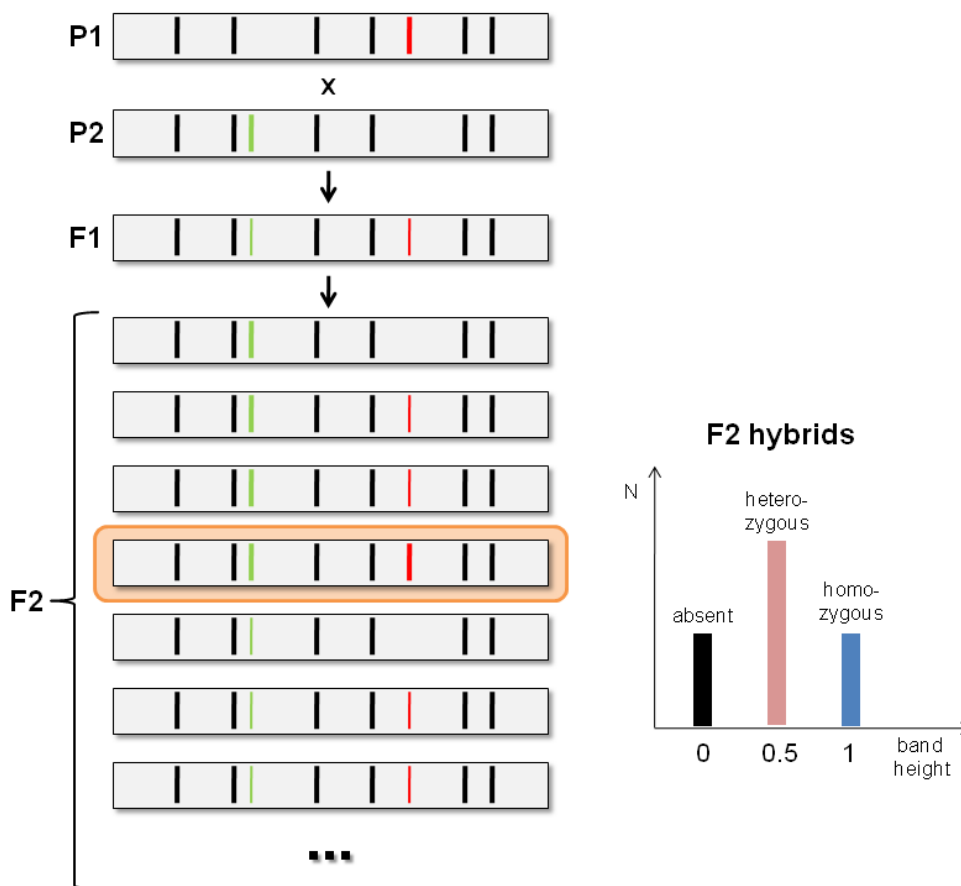 P1
x
P2
F1
F2
...
F2 hybrids
N
hetero-
zygous
homo-
zygous
absent
0 0.5 1 band
height